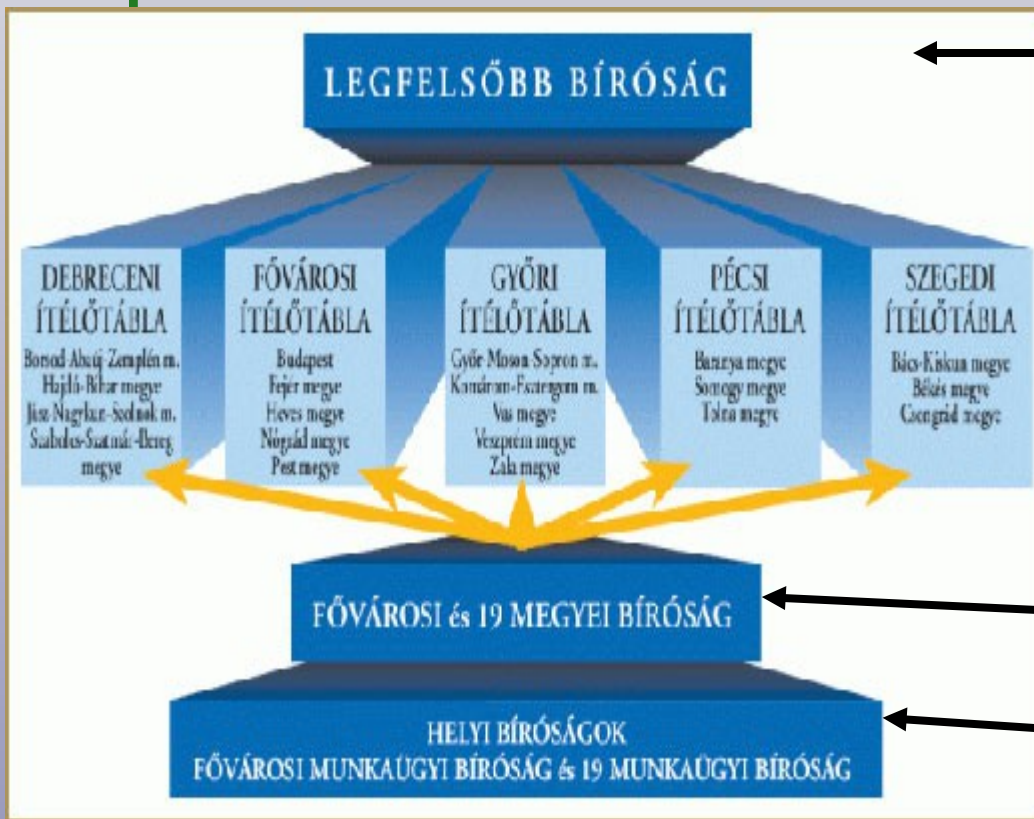 LEGFELSŐBB BÍRÓSÁG
DEBRECENI
ÍTÉLŐTÁBLA
Borsod-Abaúj-Zemplén m.
Hajdú-Bihar megye
Jász-Nagykun-Szolnok m.
Szabolcs-Szatmár-Bereg
megye
FŐVÁROSI
ÍTÉLŐTÁBLA
Budapest
Fejér megye
Heves megye
Nógrád megye
Pest megye
GYŐRI
ÍTÉLŐTÁBLA
Győr-Moson-Sopron m.
Komárom-Esztergom m.
Vas megye
Veszprém megye
Zala megye
PÉCSI
ÍTÉLŐTÁBLA
Baranya megye
Somogy megye
Tolna megye
SZEGEDI
ÍTÉLŐTÁBLA
Bács-Kiskun megye
Békés megye
Csongrád megye
FŐVÁROSI és 19 MEGYEI BÍRÓSÁG
HELYI BÍRÓSÁGOK
FŐVÁROSI MUNKAÜGYI BÍRÓSÁG és 19 MUNKAÜGYI BÍRÓSÁG